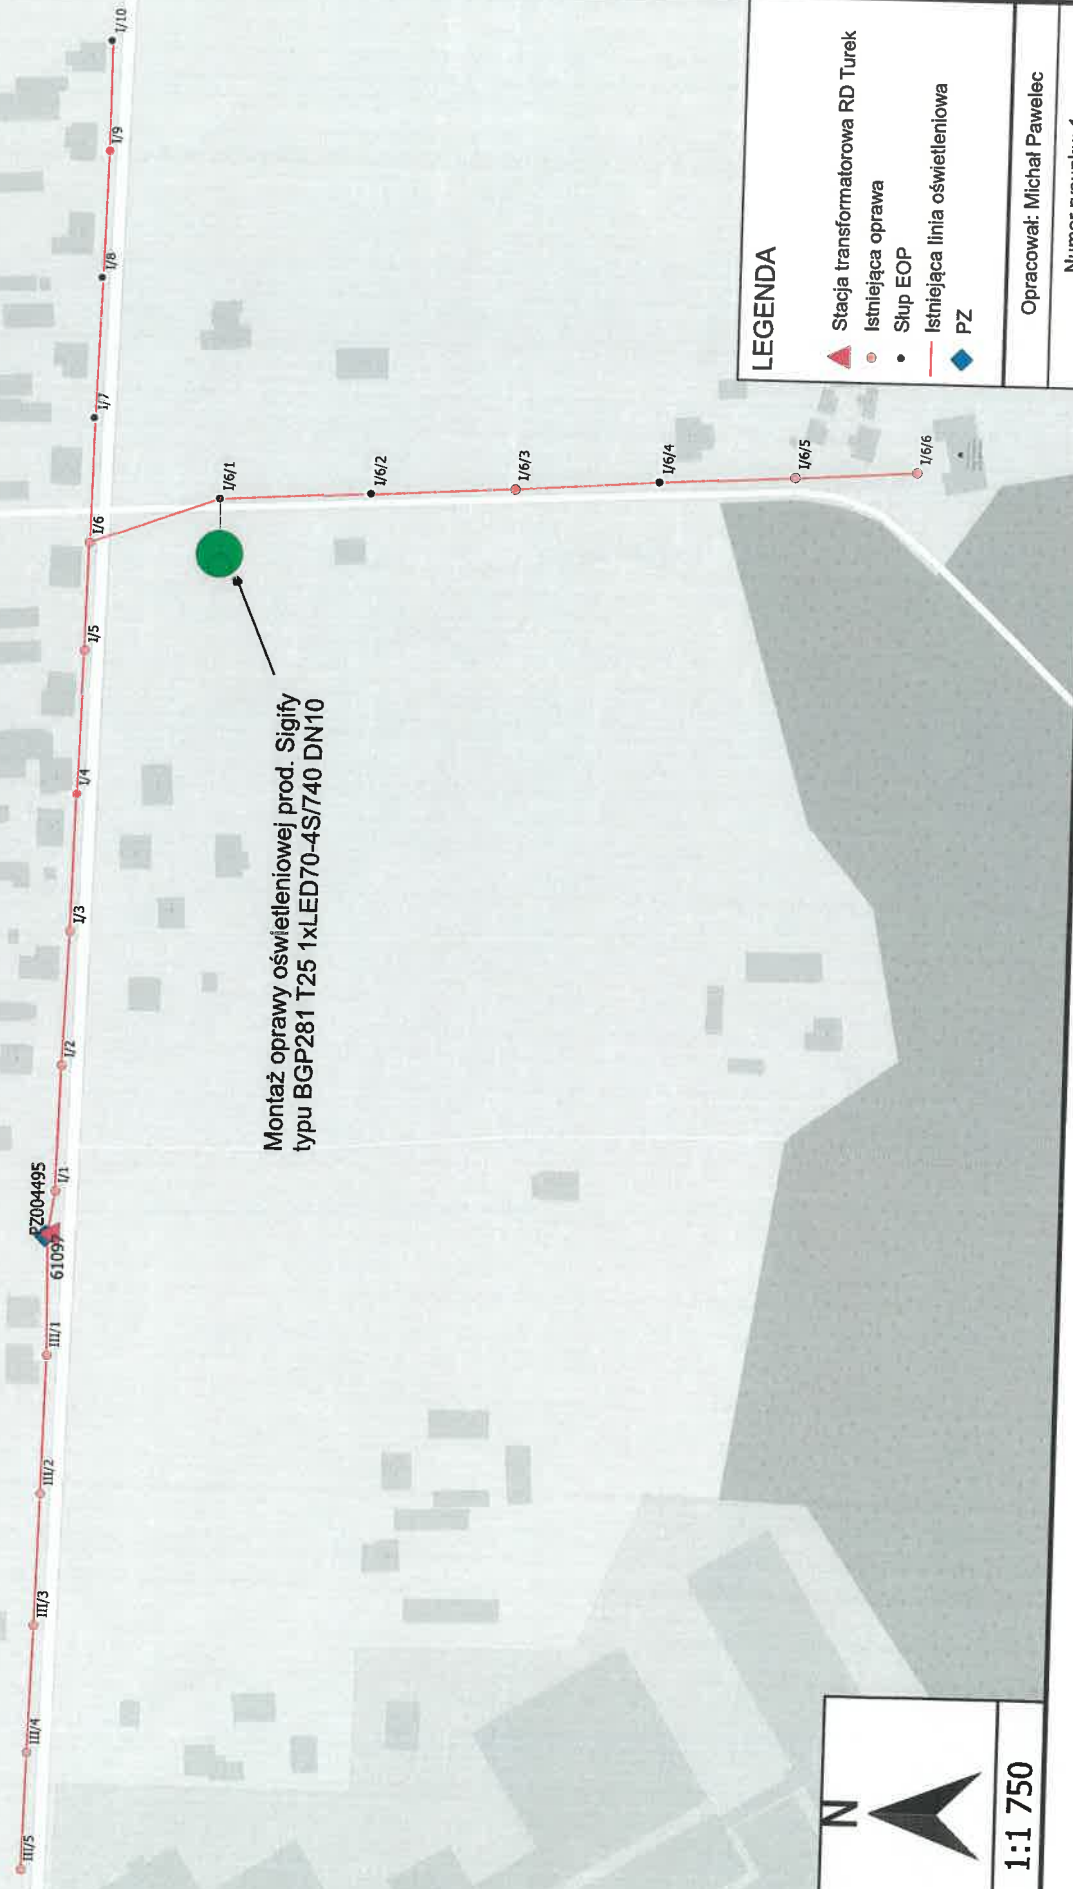 III/5
III/4
III/3
III/2
III/1
61097
PZ004495
I/1
I/2
I/3
I/4
I/5
I/6
I/7
I/8
I/9
I/10
I/6/1
I/6/2
I/6/3
I/6/4
I/6/5
I/6/6
Montaż oprawy oświetleniowej prod. Sigify
typu BGP281 T25 1xLED70-4S/740 DN10
N
1:1 750
LEGENDA
Stacja transformatorowa RD Turek
Istniejąca oprawa
Słup EOP
Istniejąca linia oświetleniowa
PZ
Opracował: Michał Pawelec